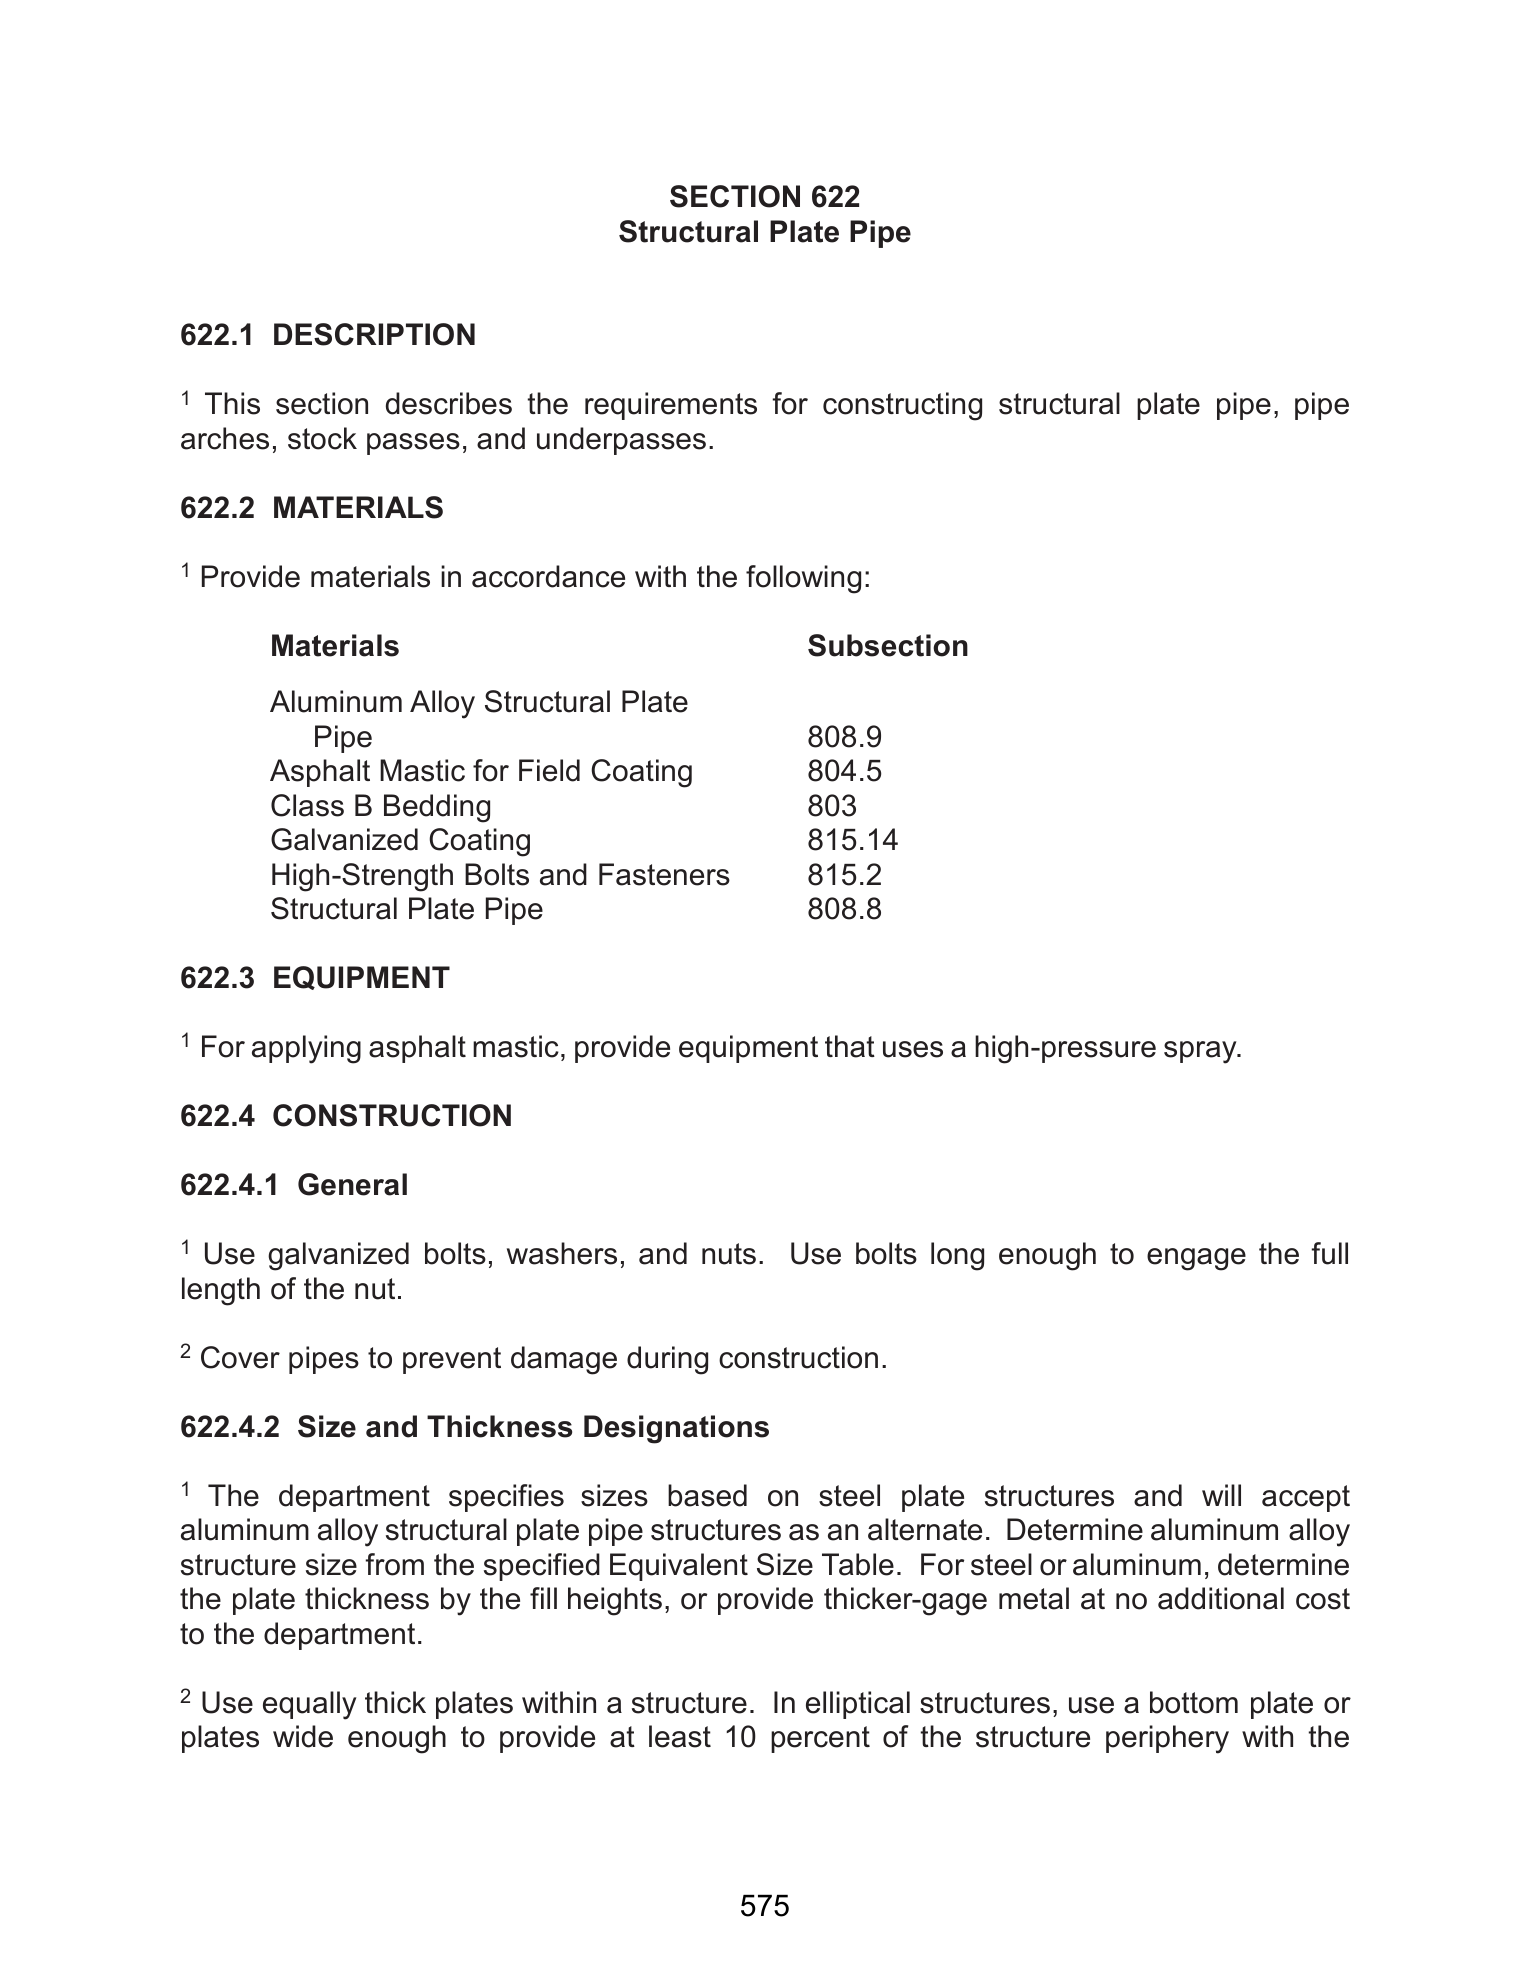 SECTION 622
Structural Plate Pipe
622.1 DESCRIPTION
1 This section describes the requirements for constructing structural plate pipe, pipe
arches, stock passes, and underpasses.
622.2 MATERIALS
1 Provide materials in accordance with the following:
Materials Subsection
Aluminum Alloy Structural Plate
Pipe 808.9
Asphalt Mastic for Field Coating 804.5
Class B Bedding 803
Galvanized Coating 815.14
High-Strength Bolts and Fasteners 815.2
Structural Plate Pipe 808.8
622.3 EQUIPMENT
1 For applying asphalt mastic, provide equipment that uses a high-pressure spray.
622.4 CONSTRUCTION
622.4.1 General
1 Use galvanized bolts, washers, and nuts. Use bolts long enough to engage the full
length of the nut.
2 Cover pipes to prevent damage during construction.
622.4.2 Size and Thickness Designations
1 The department specifies sizes based on steel plate structures and will accept
aluminum alloy structural plate pipe structures as an alternate. Determine aluminum alloy
structure size from the specified Equivalent Size Table. For steel or aluminum, determine
the plate thickness by the fill heights, or provide thicker-gage metal at no additional cost
to the department.
2 Use equally thick plates within a structure. In elliptical structures, use a bottom plate or
plates wide enough to provide at least 10 percent of the structure periphery with the
575